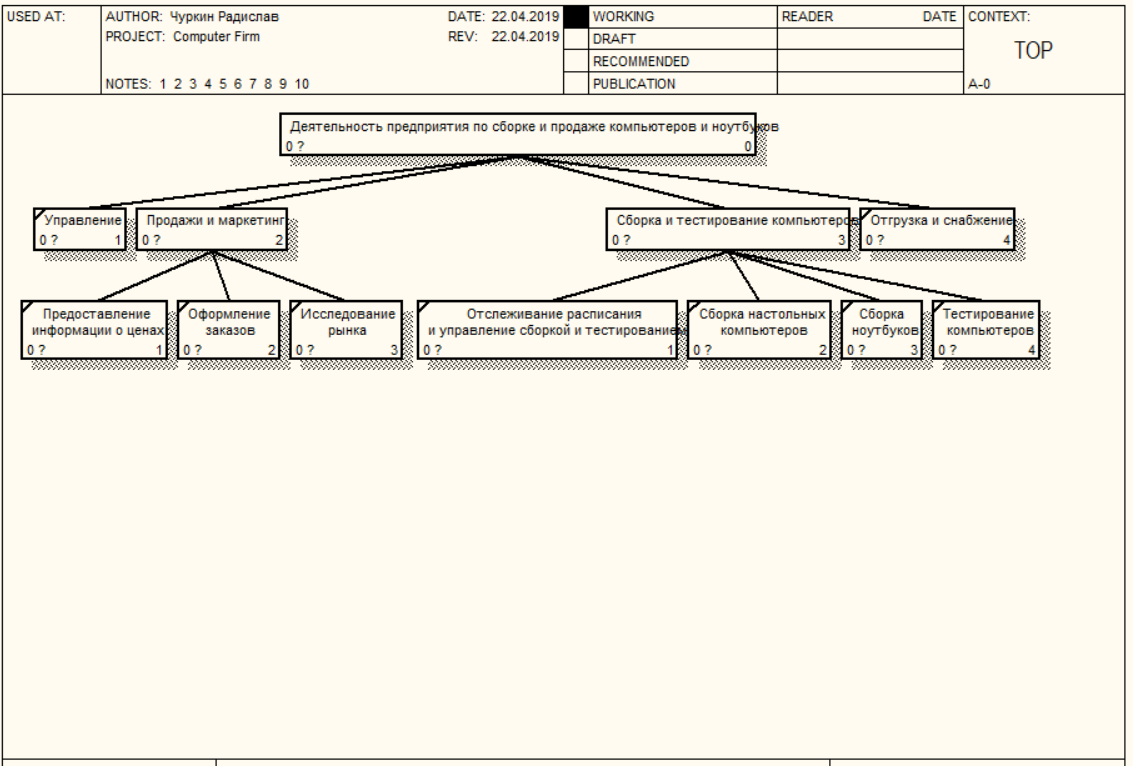 USED AT:
AUTHOR: Чуркин Радислав
DATE: 22.04.2019
WORKING
READER
DATE
CONTEXT:
PROJECT: Computer Firm
REV: 22.04.2019
DRAFT
TOP
RECOMMENDED
NOTES: 1 2 3 4 5 6 7 8 9 10
PUBLICATION
A-0
Деятельность предприятия по сборке и продаже компьютеров и ноутбуков
0 ? 0
Управление
0 ? 1
Продажи и маркетинг
0 ? 2
Сборка и тестирование компьютеров
0 ? 3
Отгрузка и снабжение
0 ? 4
Предоставление
информации о ценах
0 ? 1
Оформление
заказов
0 ? 2
Исследование
рынка
0 ? 3
Отслеживание расписания
и управление сборкой и тестированием
0 ? 1
Сборка настольных
компьютеров
0 ? 2
Сборка
ноутбуков
0 ? 3
Тестирование
компьютеров
0 ? 4